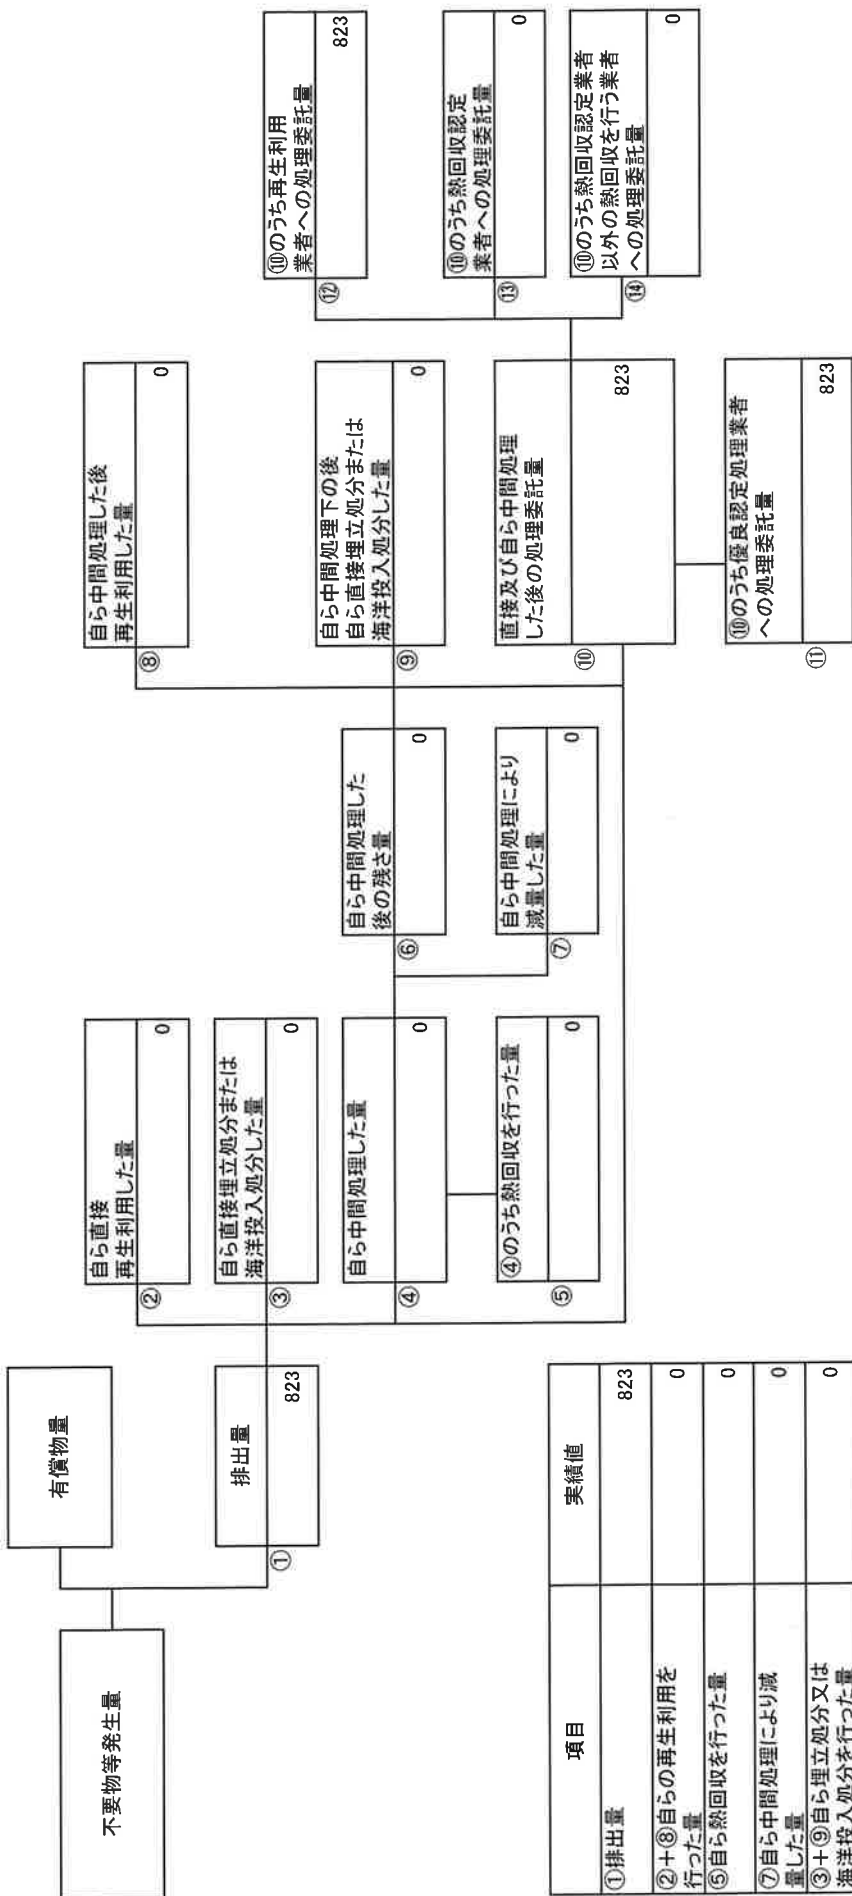 不要物等発生量
有償物量
排出量
①
823
自ら直接
再生利用した量
②
0
自ら直接埋立処分または
海洋投入処分した量
③
0
自ら中間処理した量
④
0
④のうち熱回収を行った量
⑤
0
自ら中間処理した
後の残さ量
⑥
0
自ら中間処理により
減量した量
⑦
0
自ら中間処理した後
再生利用した量
⑧
0
自ら中間処理下の後
自ら直接埋立処分または
海洋投入処分した量
⑨
0
直接及び自ら中間処理
した後の処理委託量
⑩
823
⑩のうち優良認定処理業者
への処理委託量
⑪
823
⑩のうち再生利用
業者への処理委託量
⑫
823
⑩のうち熱回収認定
業者への処理委託量
⑬
0
⑩のうち熱回収認定業者
以外の熱回収を行う業者
への処理委託量
⑭
0
項目
実績値
①排出量
823
②+⑧自らの再生利用を
行った量
0
⑤自ら熱回収を行った量
0
⑦自ら中間処理により減
量した量
0
③+⑨自ら埋立処分又は
海洋投入処分を行った量
0